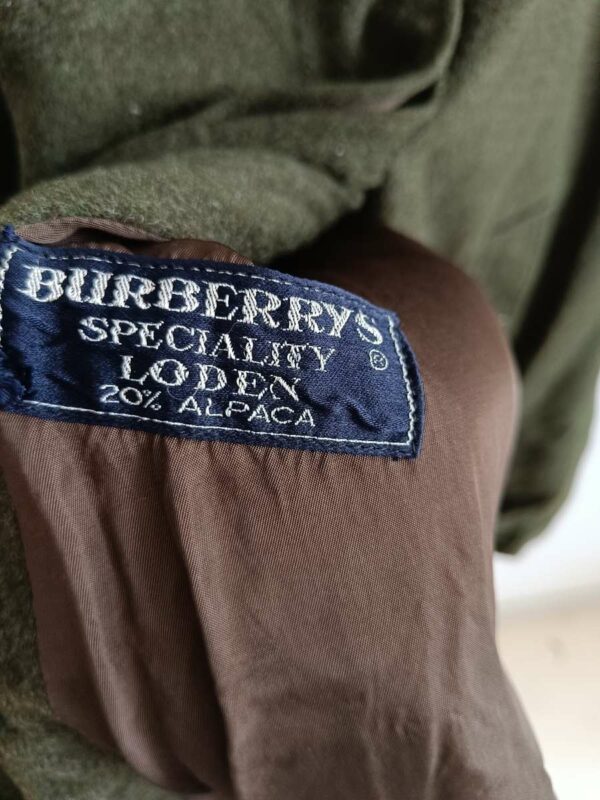 BURBERRYS
SPECIALITY ®
LODEN
20% ALPACA